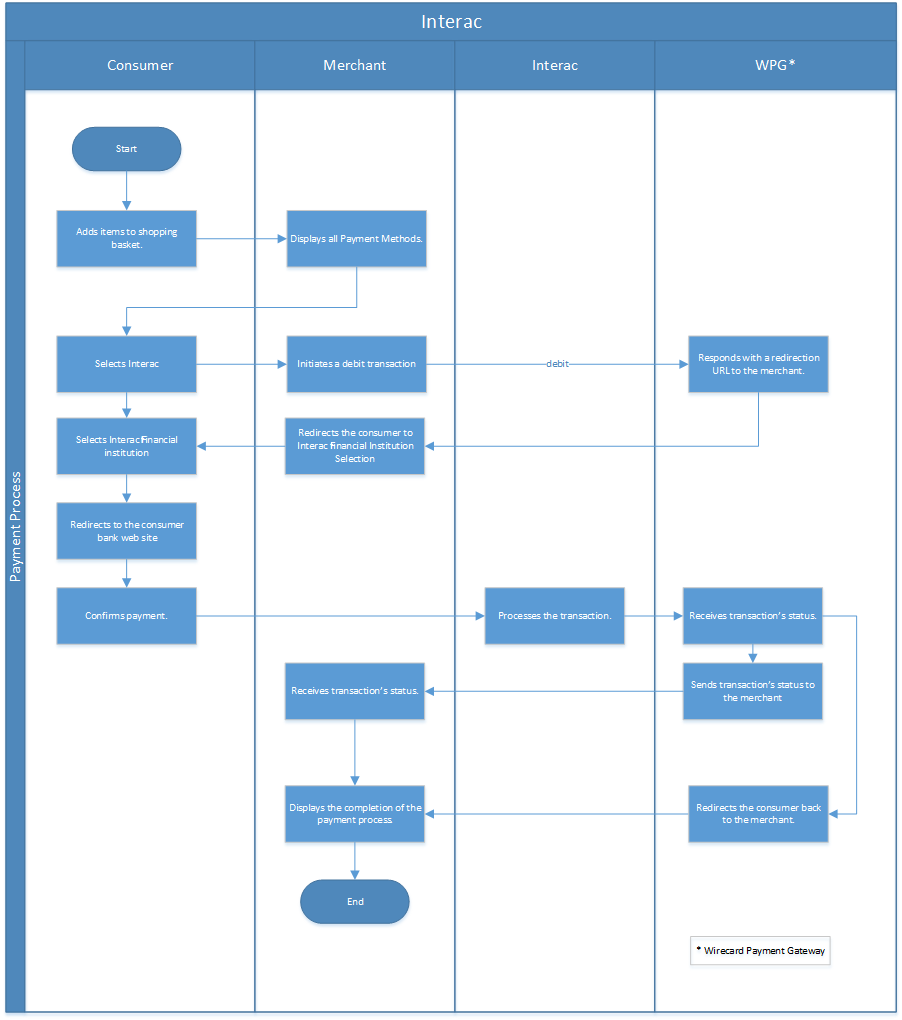 Interac
Consumer
Merchant
Interac
WPG*
Payment Process
Start
Adds items to shopping
basket.
Displays all Payment Methods.
Selects Interac
Initiates a debit transaction
debit
Responds with a redirection
URL to the merchant.
Selects Interac Financial
institution
Redirects the consumer to
Interac Financial Institution
Selection
Redirects to the consumer
bank web site
Confirms payment.
Processes the transaction.
Receives transaction's status.
Receives transaction's status.
Sends transaction's status to
the merchant
Displays the completion of the
payment process.
Redirects the consumer back
to the merchant.
End
* Wirecard Payment Gateway